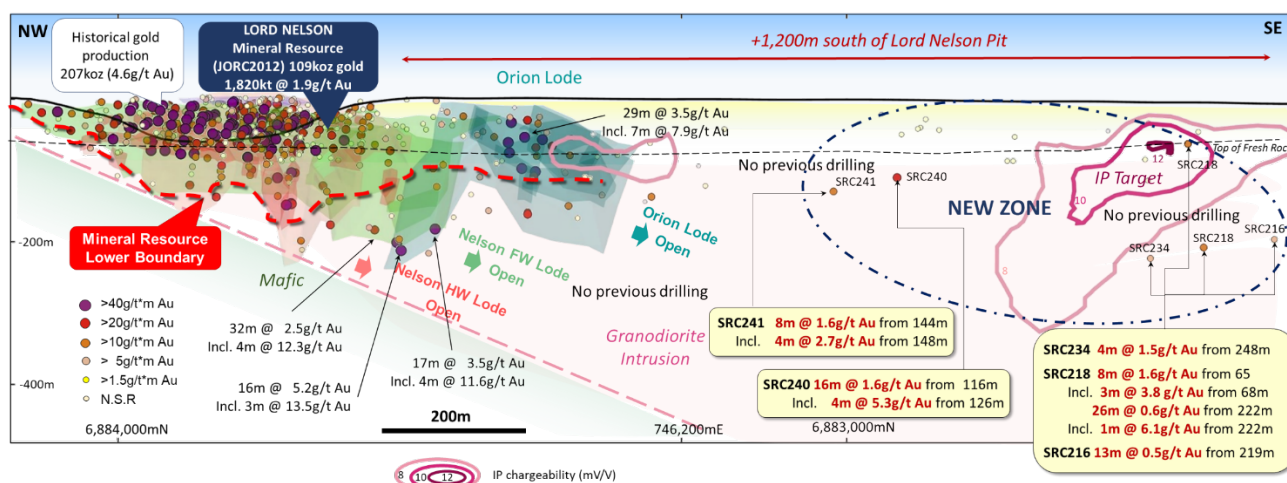 NW
SE
Historical gold
production
207koz (4.6g/t Au)
LORD NELSON
Mineral Resource
(JORC2012) 109koz gold
1,820kt @ 1.9g/t Au
+1,200m south of Lord Nelson Pit
Orion Lode
29m @ 3.5g/t Au
Incl. 7m @ 7.9g/t Au
No previous drilling
SRC241
SRC240
NEW ZONE
12
SRC218
Top of Fresh Roc
IP Target
10
No previous drilling
SRC234
SRC218
SRC216
8
-200m
-400m
Mineral Resource
Lower Boundary
Mafic
Nelson HW Lode
Open
Nelson FW Lode
Open
Orion Lode
Open
No previous drilling
Granodiorite
Intrusion
>40g/t*m Au
>20g/t*m Au
>10g/t*m Au
> 5g/t*m Au
>1.5g/t*m Au
N.S.R
32m @ 2.5g/t Au
Incl. 4m @ 12.3g/t Au
16m @ 5.2g/t Au
Incl. 3m @ 13.5g/t Au
17m @ 3.5g/t Au
Incl. 4m @ 11.6g/t Au
SRC241 8m @ 1.6g/t Au from 144m
Incl. 4m @ 2.7g/t Au from 148m
SRC240 16m @ 1.6g/t Au from 116m
Incl. 4m @ 5.3g/t Au from 126m
SRC234 4m @ 1.5g/t Au from 248m
SRC218 8m @ 1.6g/t Au from 65
Incl. 3m @ 3.8 g/t Au from 68m
26m @ 0.6g/t Au from 222m
Incl. 1m @ 6.1g/t Au from 222m
SRC216 13m @ 0.5g/t Au from 219m
200m
6,884,000mN
746,200mE
6,883,000mN
8 10 12 IP chargeability (mV/V)